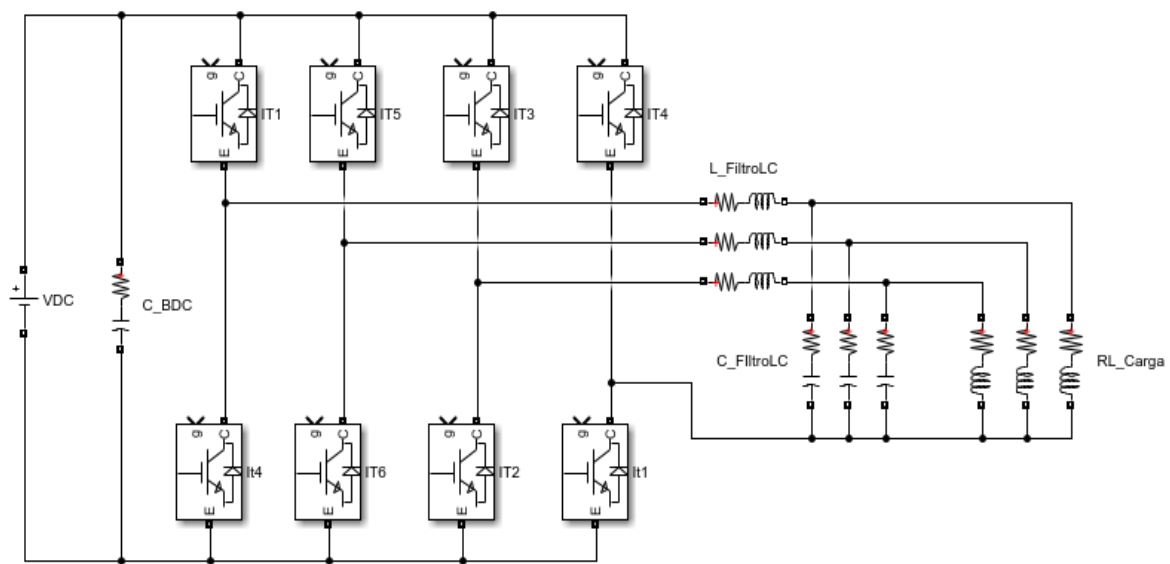 g
C
IT1
E
g
C
IT5
E
g
C
IT3
E
g
C
IT4
E
L_FiltroLC
+
VDC
C_BDC
C_FIltroLC
RL_Carga
g
C
It4
E
g
C
IT6
E
g
C
IT2
E
g
C
It1
E